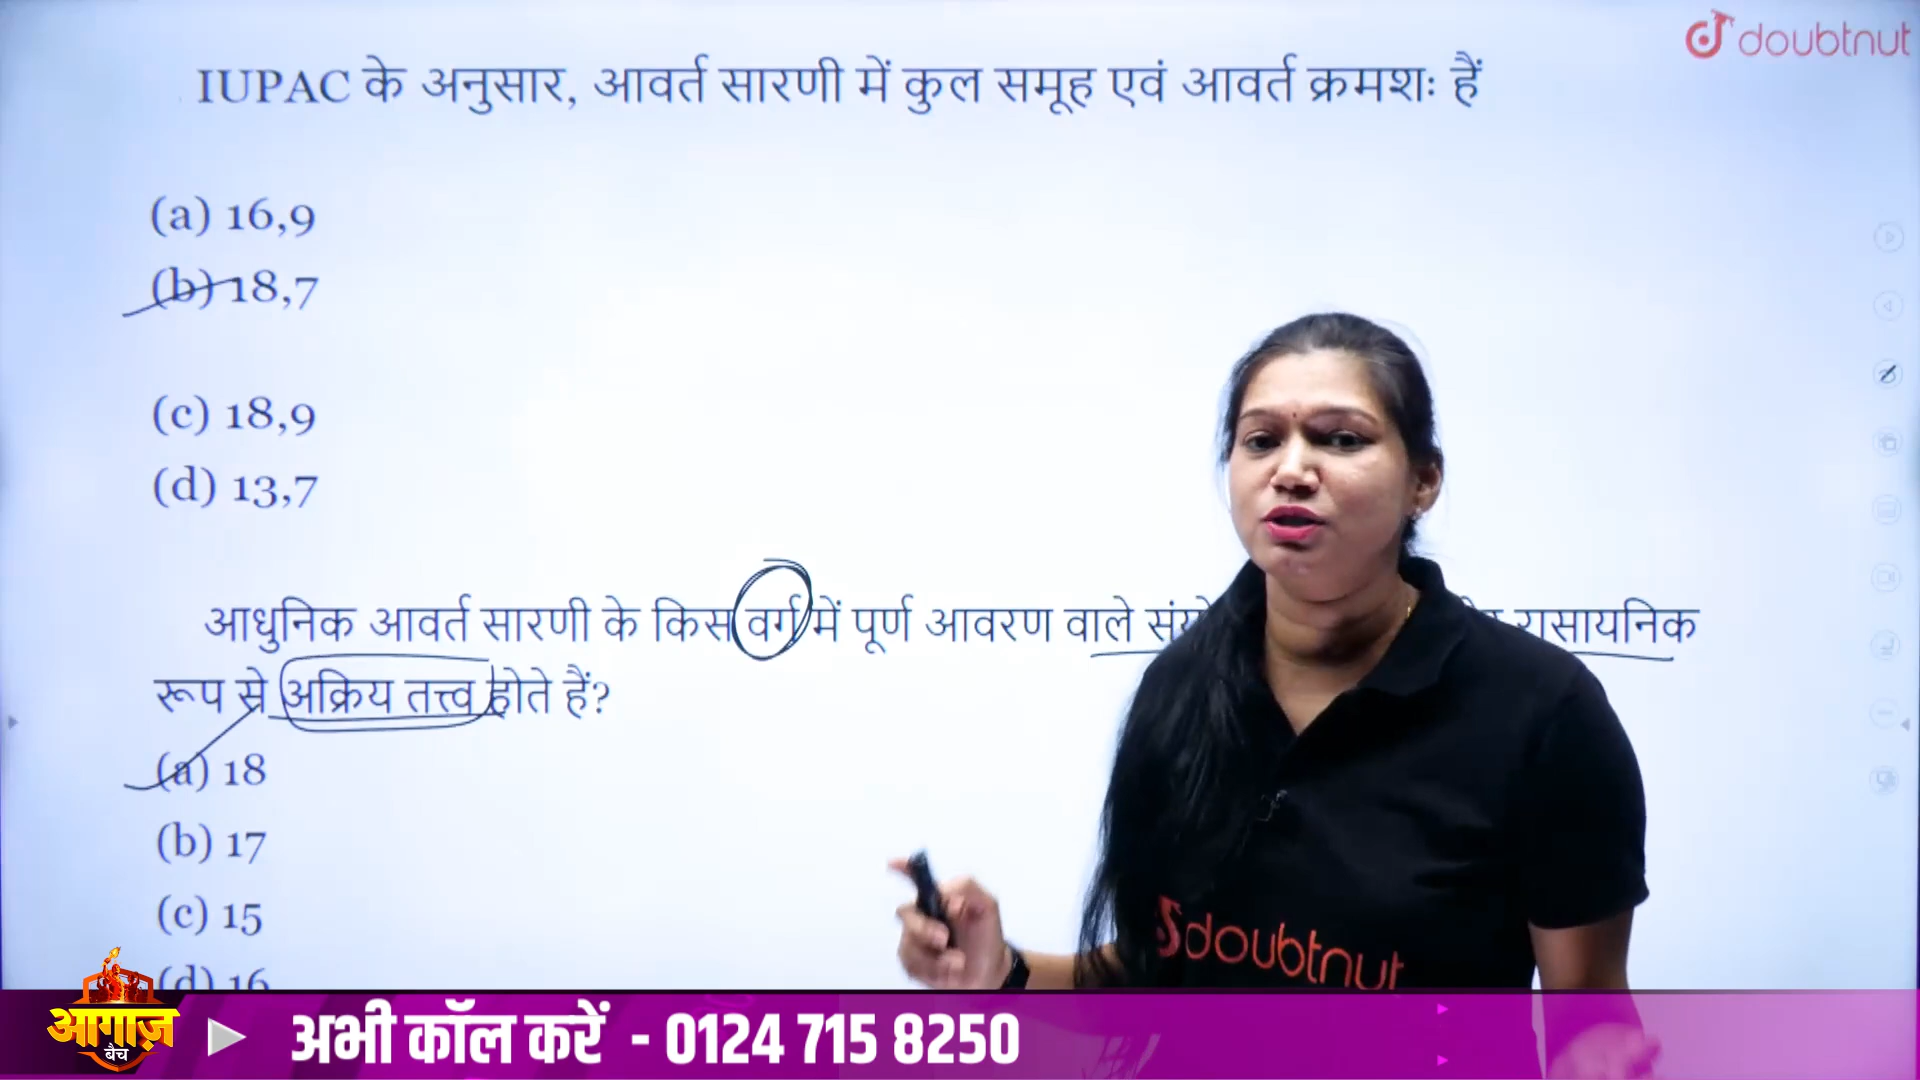 doubtnut
IUPAC के अनुसार, आवर्त सारणी में कुल समूह एवं आवर्त क्रमशः हैं
(a) 16,9
(b) 18,7
(c) 18,9
(d) 13,7
आधुनिक आवर्त सारणी के किस वर्ग में पूर्ण आवरण वाले रासायनिक
रूप से अक्रिय तत्त्व होते हैं?
(a) 18
(b) 17
(c) 15
(d) 16
doubtnut
आगाज़
बैच
अभी कॉल करें - 0124 715 8250